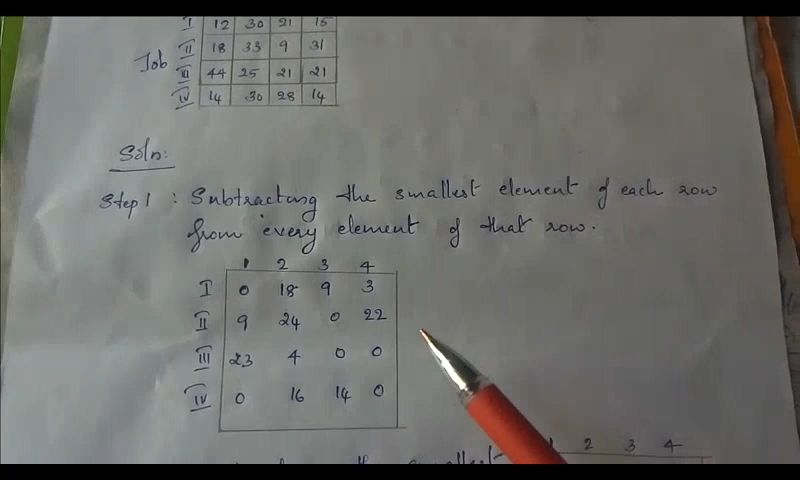 I 12 30 21 15
II 18 33 9 31
Job
III 44 25 21 21
IV 14 30 28 14
Soln:
Step 1 : Subtracting the smallest element of each row
from every element of that row.
1 2 3 4
I 0 18 9 3
II 9 24 0 22
III 23 4 0 0
IV 0 16 14 0
1 2 3 4
smallest